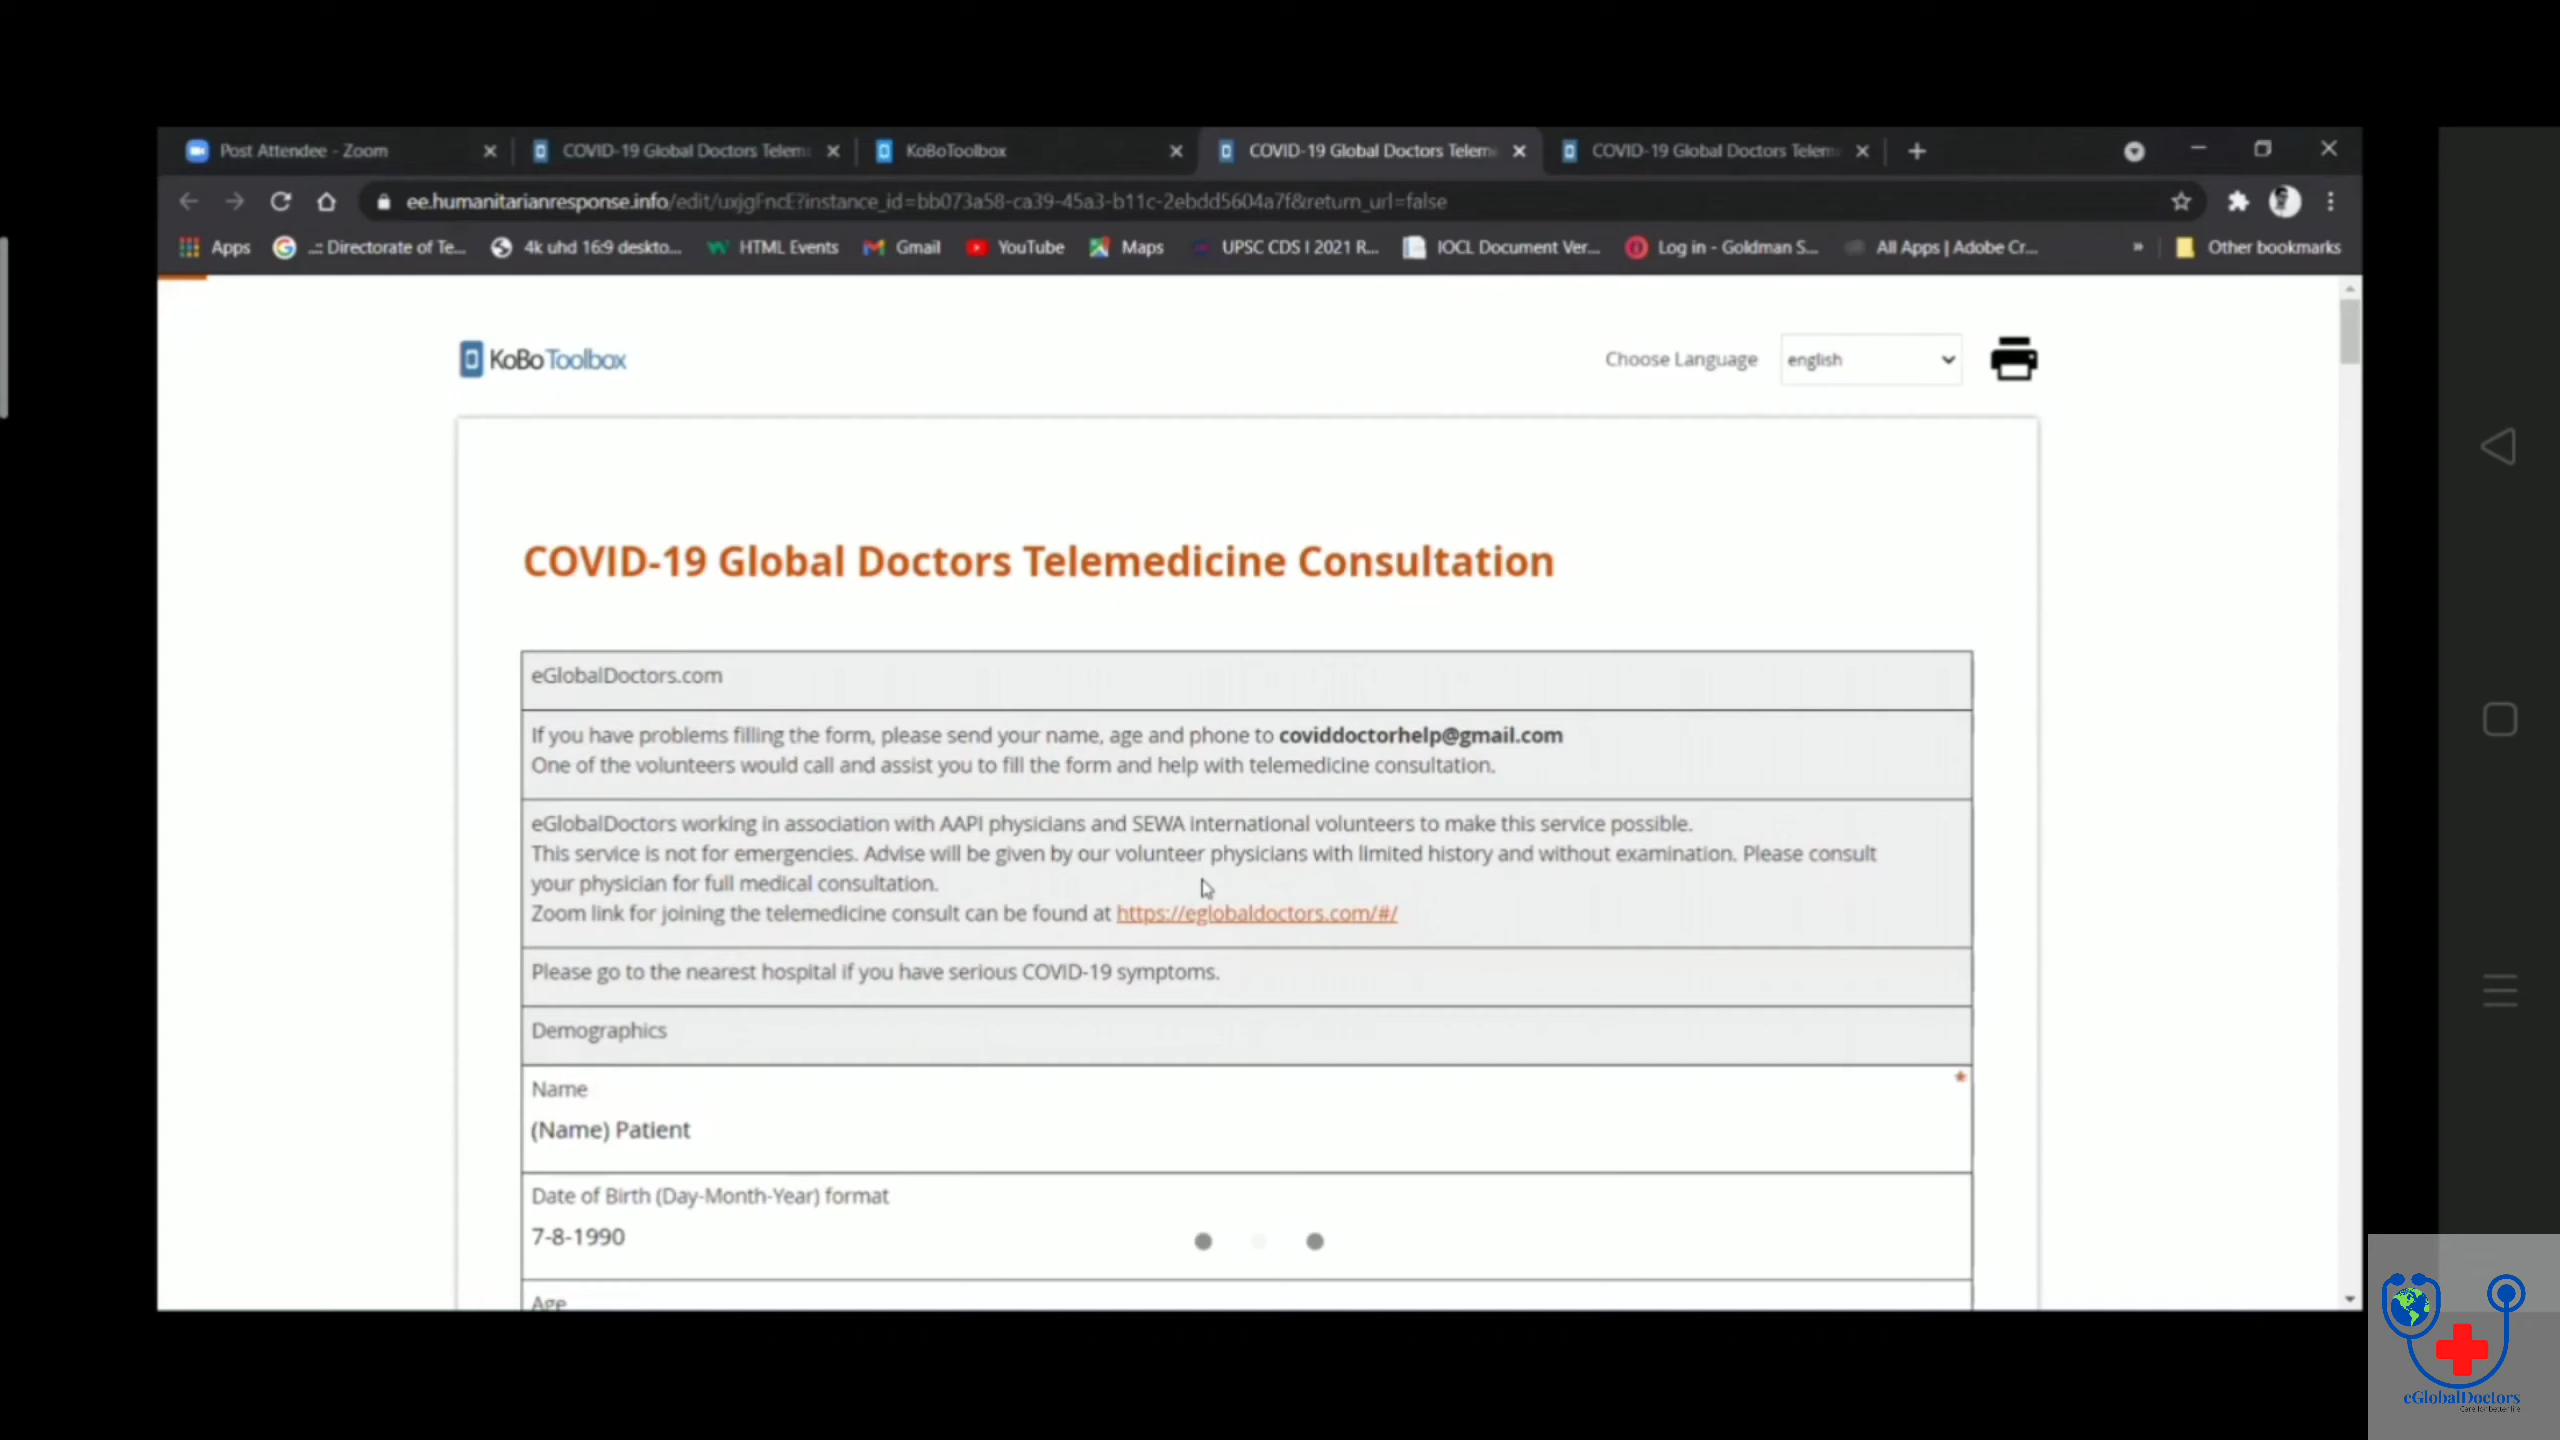 Post Attendee - Zoom
COVID-19 Global Doctors Telem
KoBoToolbox
COVID-19 Global Doctors Telem
COVID-19 Global Doctors Telem
ee.humanitarianresponse.info/edit/uxjgFncE?instance_id=bb073a58-ca39-45a3-b11c-2ebdd5604a7f&return_url=false
Apps
..:: Directorate of Te...
4k uhd 16:9 deskto...
HTML Events
Gmail
YouTube
Maps
UPSC CDS I 2021 R...
IOCL Document Ver...
Log in - Goldman S...
All Apps | Adobe Cr...
»
Other bookmarks
KoBoToolbox
Choose Language
english
COVID-19 Global Doctors Telemedicine Consultation
eGlobalDoctors.com
If you have problems filling the form, please send your name, age and phone to coviddoctorhelp@gmail.com
One of the volunteers would call and assist you to fill the form and help with telemedicine consultation.
eGlobalDoctors working in association with AAPI physicians and SEWA International volunteers to make this service possible.
This service is not for emergencies. Advise will be given by our volunteer physicians with limited history and without examination. Please consult
your physician for full medical consultation.
Zoom link for joining the telemedicine consult can be found at https://eglobaldoctors.com/#/
Please go to the nearest hospital if you have serious COVID-19 symptoms.
Demographics
Name
*
(Name) Patient
Date of Birth (Day-Month-Year) format
7-8-1990
Age
eGlobalDoctors
Care for better life